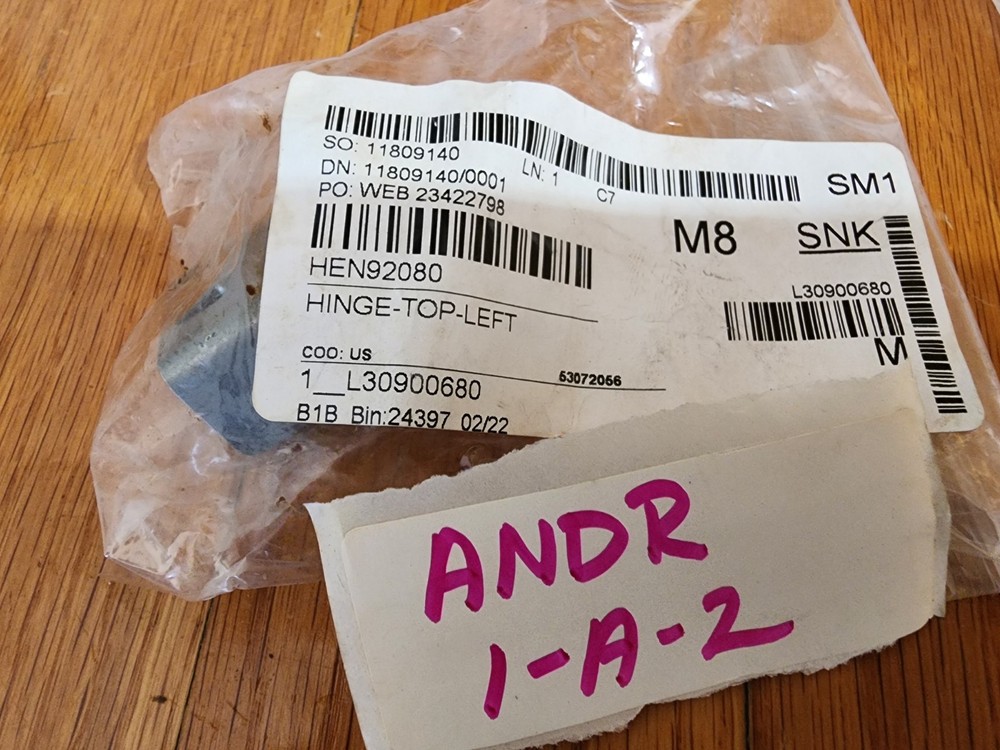 SO: 11809140
LN: 1
C7
SM1
DN: 11809140/0001
PO: WEB 23422798
M8
SNK
HEN92080
L30900680
HINGE-TOP-LEFT
M
COO: US
53072056
1__L30900680
B1B Bin:24397 02/22
ANDR
1-A-2